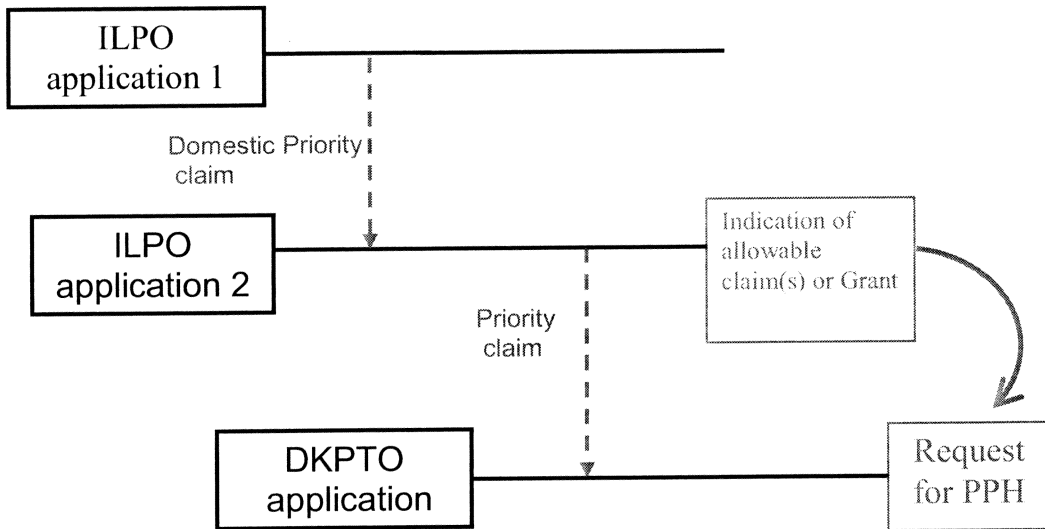 ILPO
application 1
Domestic Priority
claim
ILPO
application 2
Indication of
allowable
claim(s) or Grant
Priority
claim
DKPTO
application
Request
for PPH